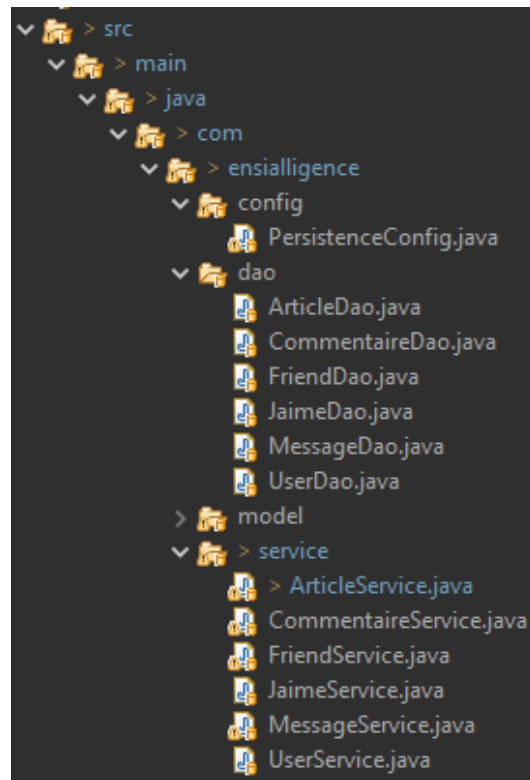 > src
> main
> java
> com
> ensialligence
config
PersistenceConfig.java
dao
ArticleDao.java
CommentaireDao.java
FriendDao.java
JaimeDao.java
MessageDao.java
UserDao.java
model
> service
> ArticleService.java
CommentaireService.java
FriendService.java
JaimeService.java
MessageService.java
UserService.java